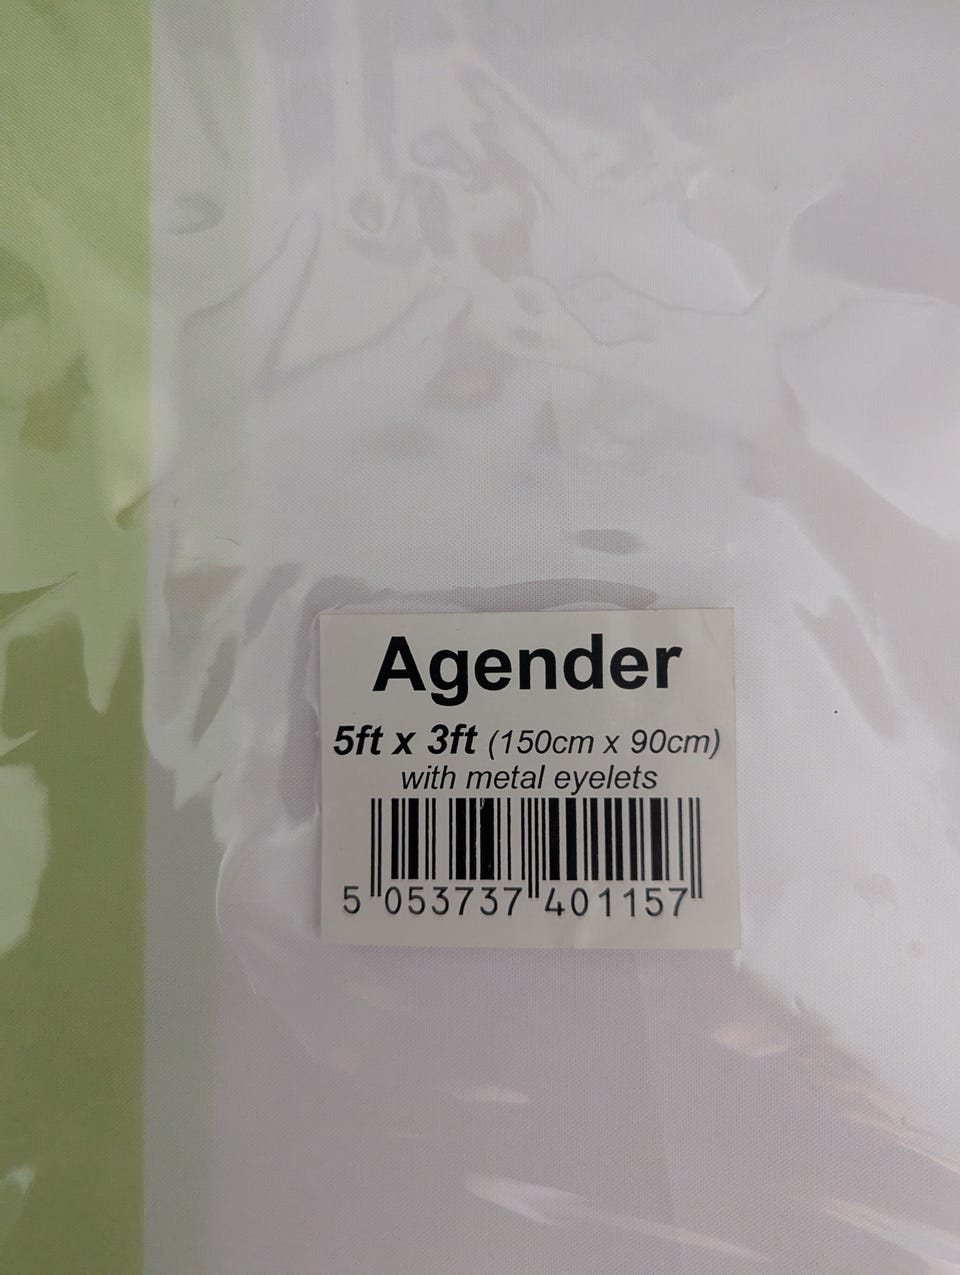 Agender
5ft x 3ft (150cm x 90cm)
with metal eyelets
5 053737 401157